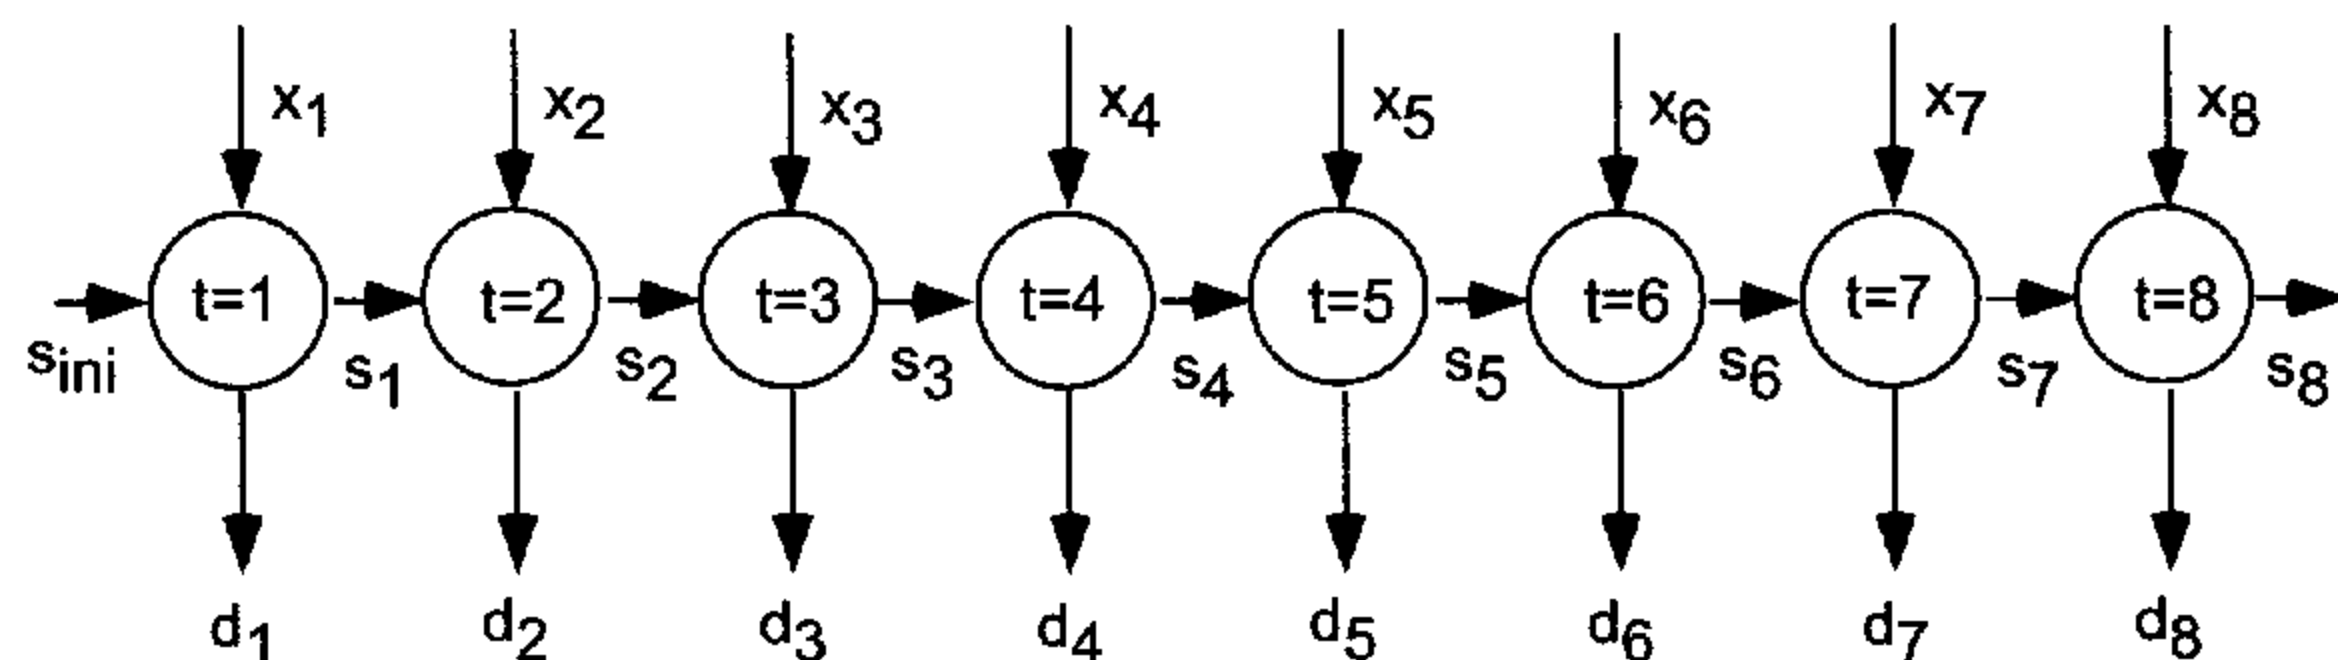 x1 x2 x3 x4 x5 x6 x7 x8
t=1 t=2 t=3 t=4 t=5 t=6 t=7 t=8
sini s1 s2 s3 s4 s5 s6 s7 s8
d1 d2 d3 d4 d5 d6 d7 d8